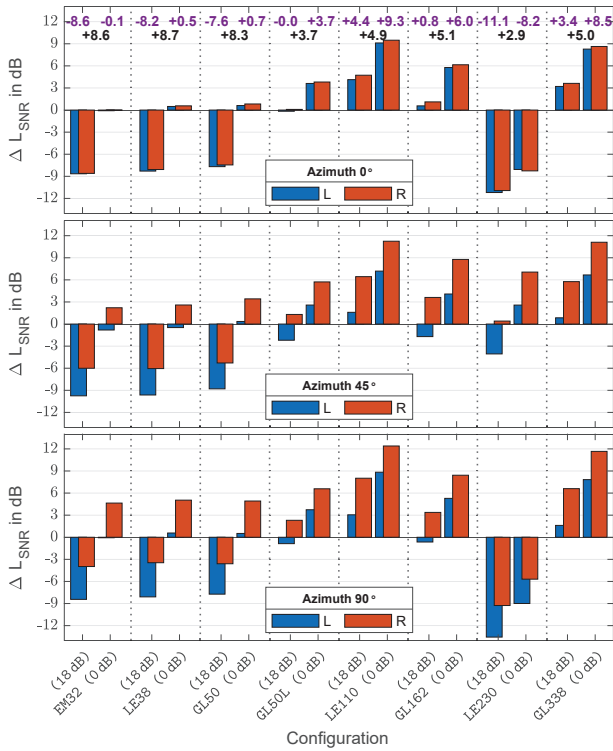 -8.6 -0.1 -8.2 +0.5 -7.6 +0.7 -0.0 +3.7 +4.4 +9.3 +0.8 +6.0 -11.1 -8.2 +3.4 +8.5
+8.6 +8.7 +8.3 +3.7 +4.9 +5.1 +2.9 +5.0
12
9
6
3
0
-3
-6
-9
-12
Δ L_SNR in dB
Azimuth 0°
L R
12
9
6
3
0
-3
-6
-9
-12
Δ L_SNR in dB
Azimuth 45°
L R
12
9
6
3
0
-3
-6
-9
-12
Δ L_SNR in dB
Azimuth 90°
L R
(18 dB)
EM32 (0 dB)
(18 dB)
LE38 (0 dB)
(18 dB)
GL50 (0 dB)
(18 dB)
GL50L (0 dB)
(18 dB)
LE110 (0 dB)
(18 dB)
GL162 (0 dB)
(18 dB)
LE230 (0 dB)
(18 dB)
GL338 (0 dB)
Configuration